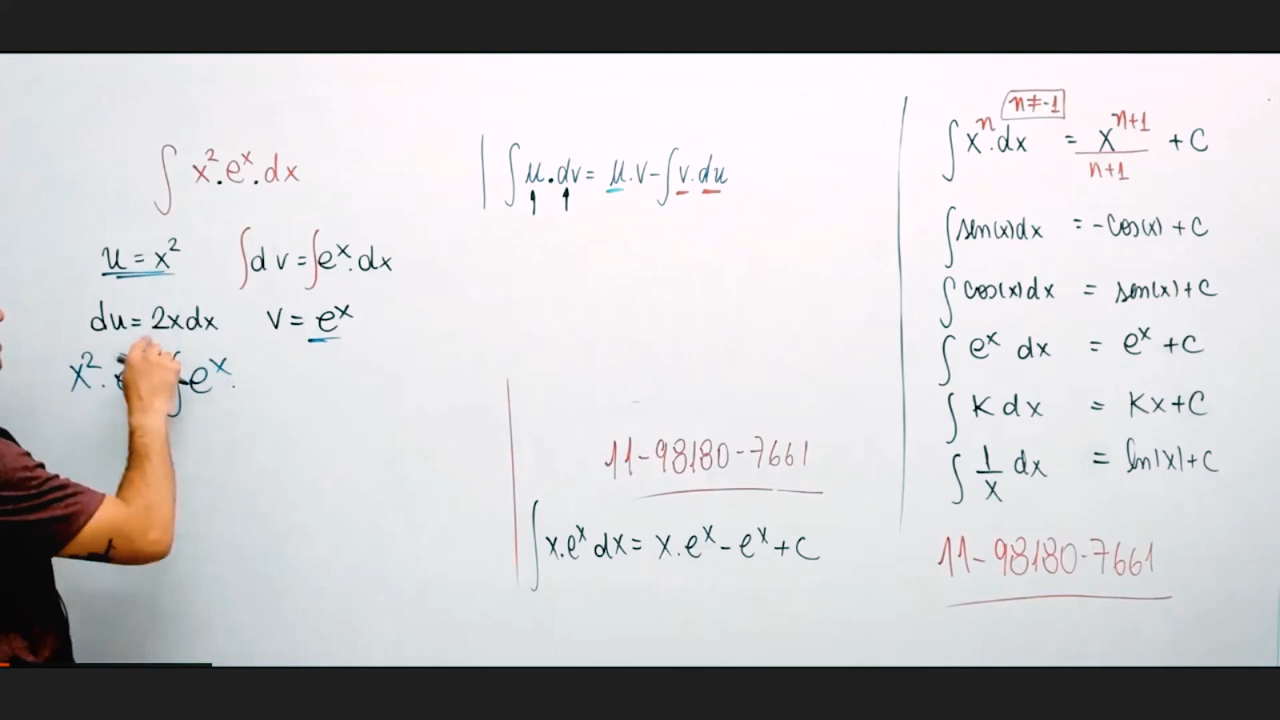 ∫ x².eˣ.dx
u = x² ∫dv = ∫eˣ.dx
du = 2xdx v = eˣ
x². ∫eˣ.
∫u.dv = u.v - ∫v.du
11-98180-7661
∫x.eˣ dx = x.eˣ - eˣ + C
n ≠ -1
∫xⁿ.dx = xⁿ⁺¹/n+1 + C
∫sen(x)dx = -cos(x) + C
∫cos(x)dx = sen(x) + C
∫eˣ dx = eˣ + C
∫K dx = Kx + C
∫1/x dx = ln|x| + C
11-98180-7661